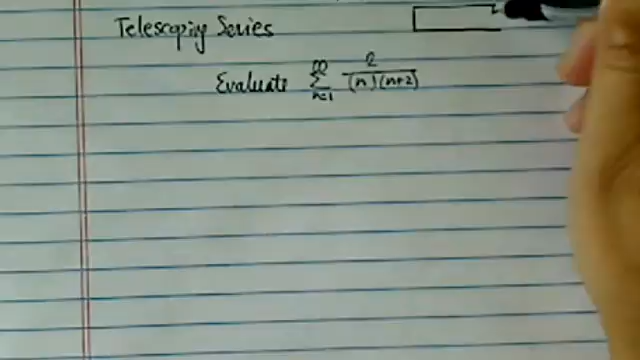 Telescoping Series
Evaluate ∑_{n=1}^{∞} 2/((n)(n+2))